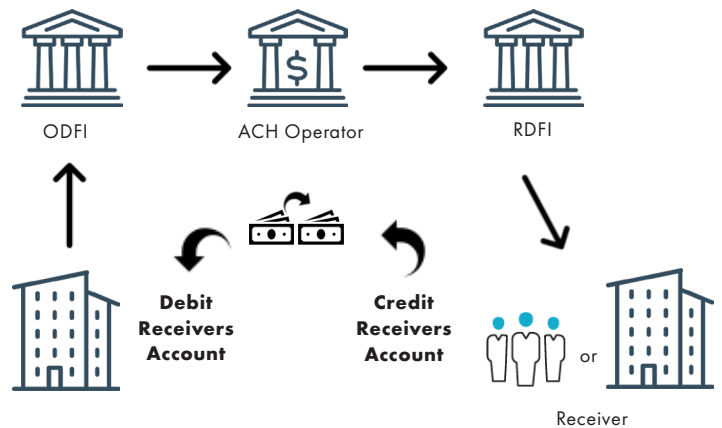 ODFI
ACH Operator
RDFI
$
Debit
Receivers
Account
Credit
Receivers
Account
or
Receiver